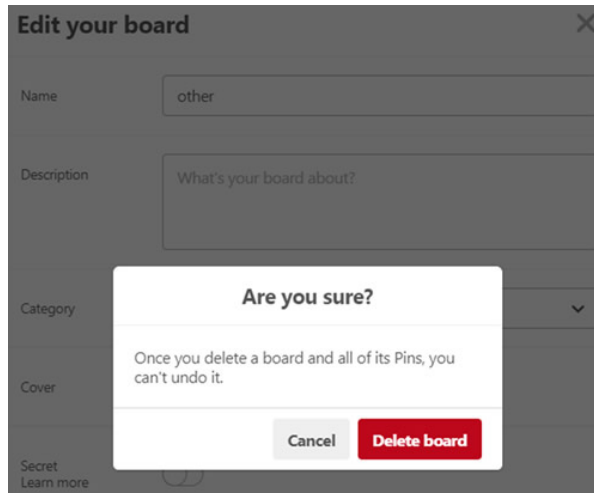 Edit your board
Name
other
Description
What's your board about?
Category
Are you sure?
Once you delete a board and all of its Pins, you
can't undo it.
Cover
Cancel
Delete board
Secret
Learn more